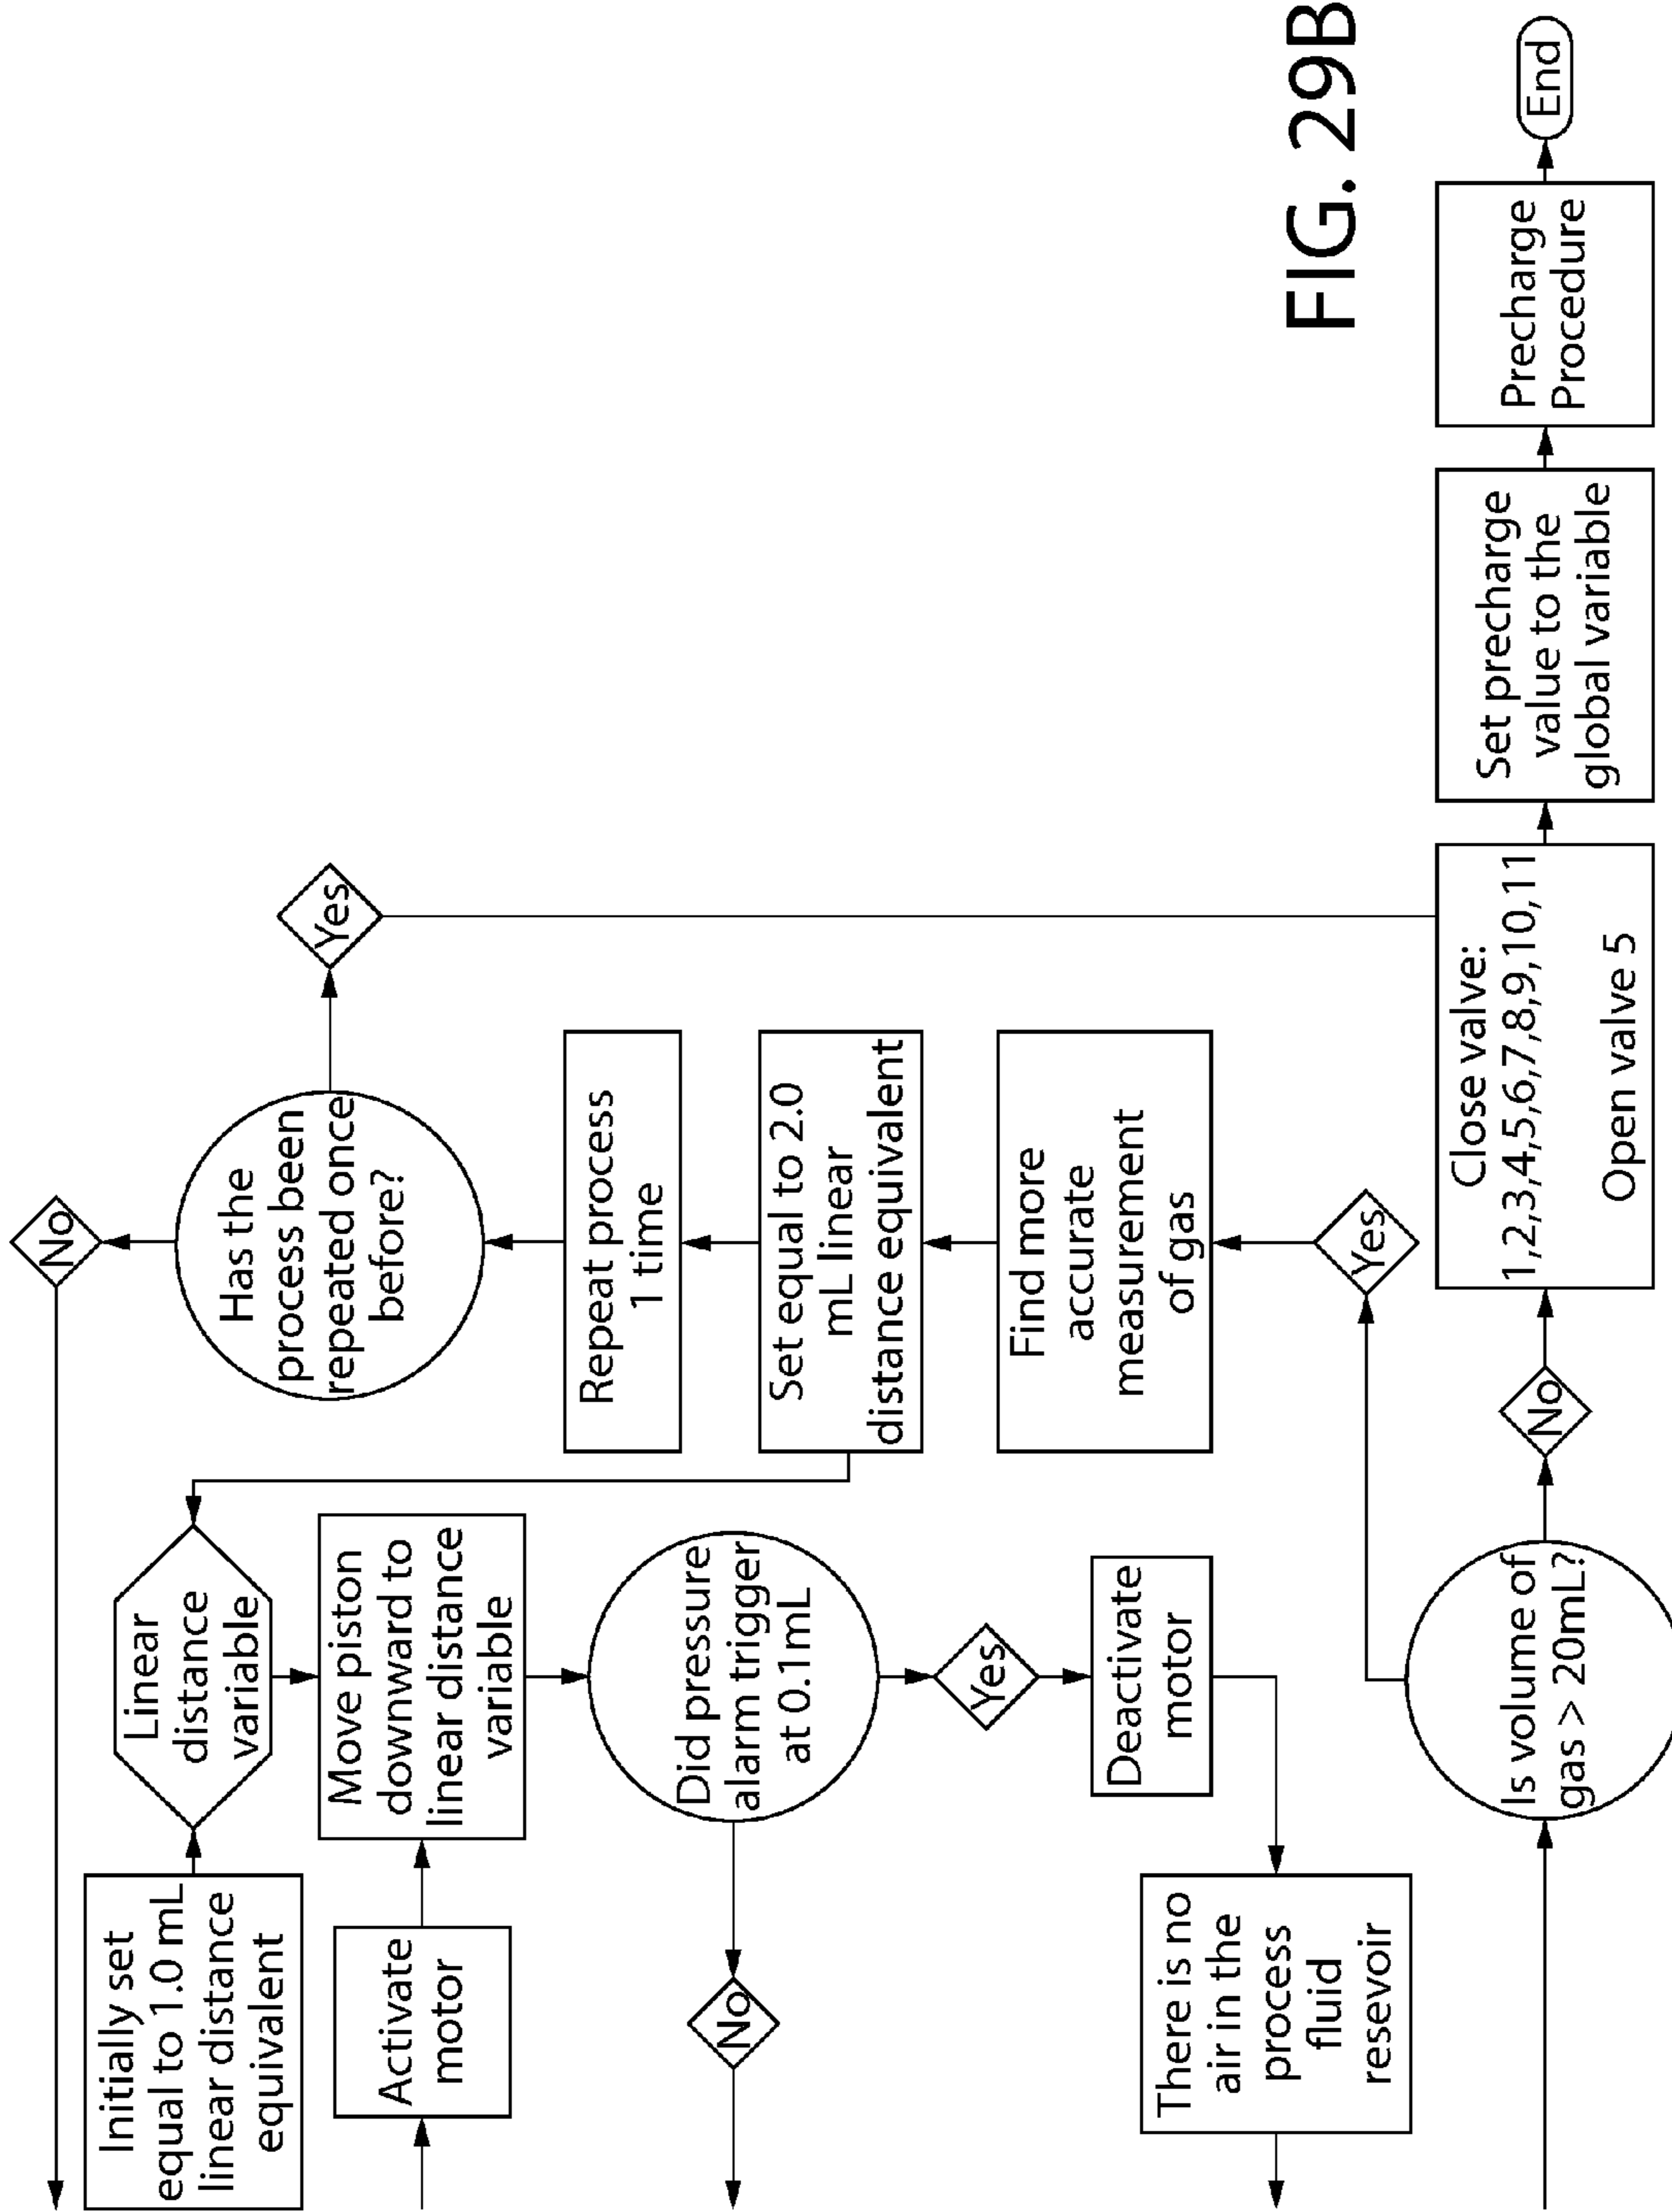 Initially set
equal to 1.0 mL
linear distance
equivalent
Linear
distance
variable
No
Activate
motor
Move piston
downward to
linear distance
variable
Has the
process been
repeated once
before?
Yes
No
Did pressure
alarm trigger
at 0.1mL
Repeat process
1 time
Set equal to 2.0
mL linear
distance equivalent
Yes
Deactivate
motor
Find more
accurate
measurement
of gas
There is no
air in the
process
fluid
resevoir
Yes
Is volume of
gas > 20mL?
No
Close valve:
1,2,3,4,5,6,7,8,9,10,11
Open valve 5
Set precharge
value to the
global variable
Precharge
Procedure
End
FIG. 29B